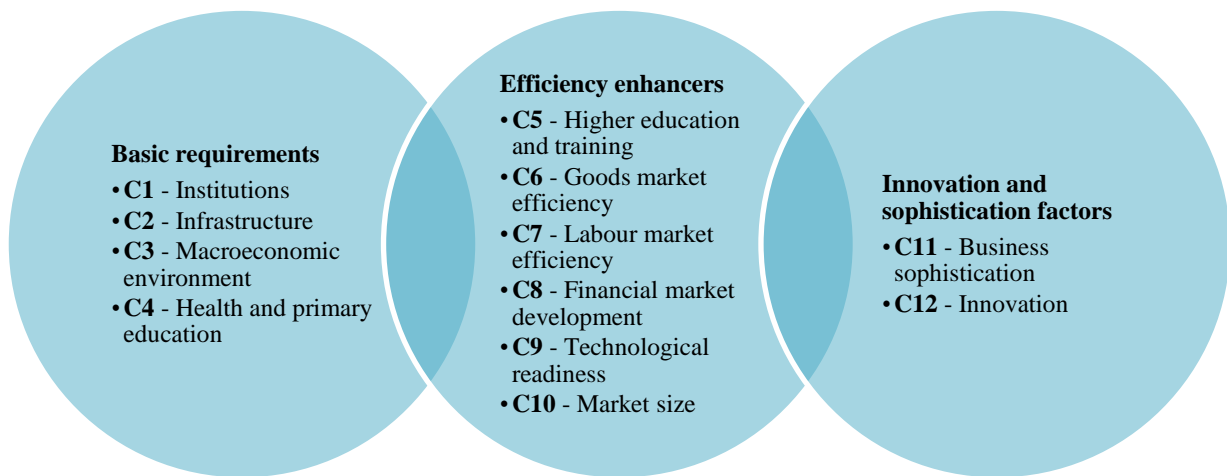 Basic requirements
• C1 - Institutions
• C2 - Infrastructure
• C3 - Macroeconomic
environment
• C4 - Health and primary
education
Efficiency enhancers
• C5 - Higher education
and training
• C6 - Goods market
efficiency
• C7 - Labour market
efficiency
• C8 - Financial market
development
• C9 - Technological
readiness
• C10 - Market size
Innovation and
sophistication factors
• C11 - Business
sophistication
• C12 - Innovation